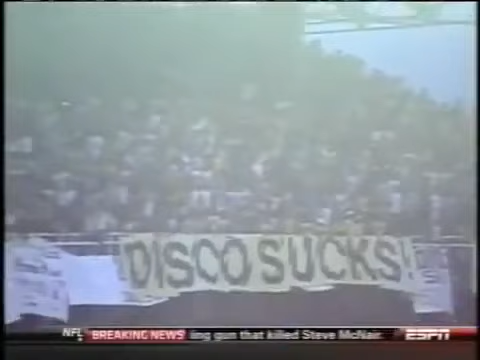 DISCO SUCKS!
NFL BREAKING NEWS ing gun that killed Steve McNair. ESPN